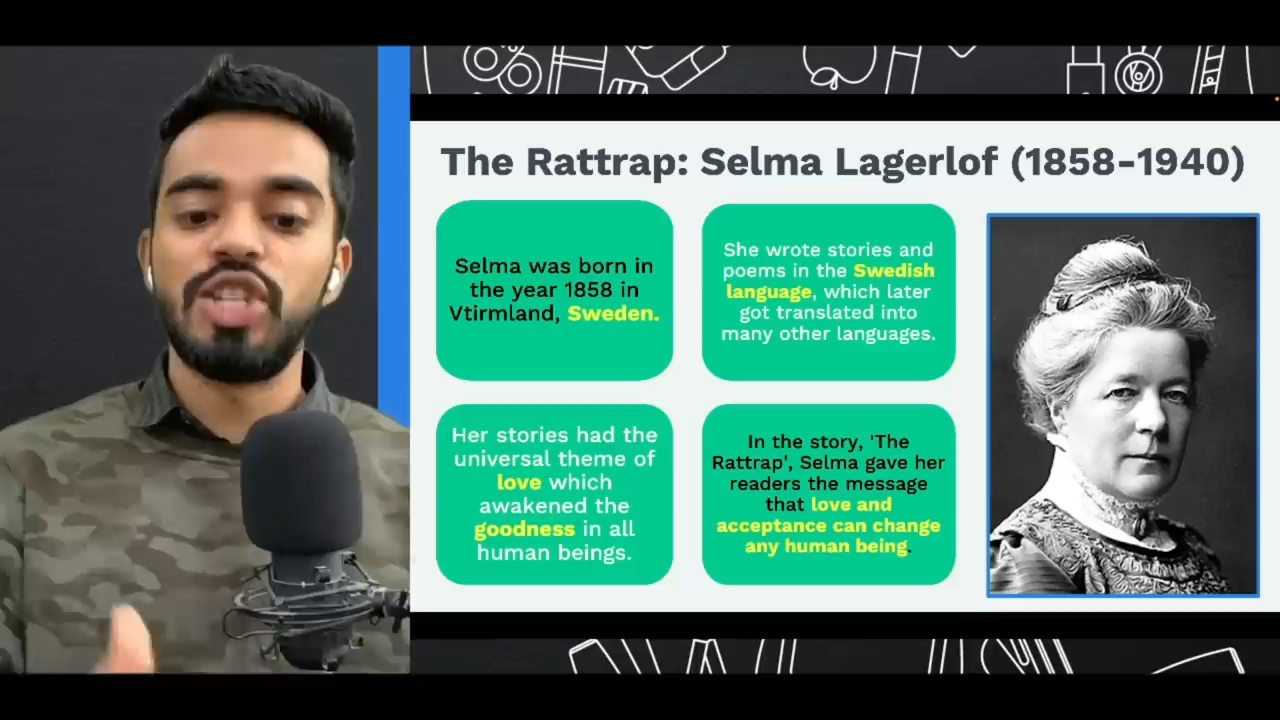 The Rattrap: Selma Lagerlof (1858-1940)
Selma was born in
the year 1858 in
Vtirmland, Sweden.
She wrote stories and
poems in the Swedish
language, which later
got translated into
many other languages.
Her stories had the
universal theme of
love which
awakened the
goodness in all
human beings.
In the story, 'The
Rattrap', Selma gave her
readers the message
that love and
acceptance can change
any human being.